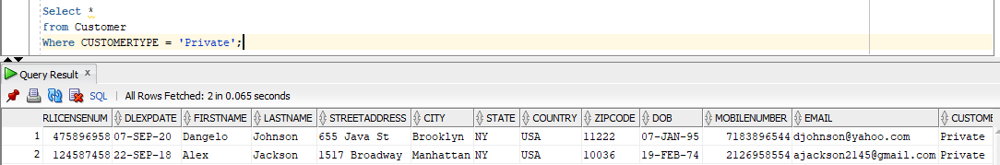 Select *
from Customer
Where CUSTOMERTYPE = 'Private';
Query Result x
SQL | All Rows Fetched: 2 in 0.065 seconds
RLICENSENUM DLEXPDATE FIRSTNAME LASTNAME STREETADDRESS CITY STATE COUNTRY ZIPCODE DOB MOBILENUMBER EMAIL CUSTOME
1 475896958 07-SEP-20 Dangelo Johnson 655 Java St Brooklyn NY USA 11222 07-JAN-95 7183896544 djohnson@yahoo.com Private
2 124587458 22-SEP-18 Alex Jackson 1517 Broadway Manhattan NY USA 10036 19-FEB-74 2126958554 ajackson2145@gmail.com Private